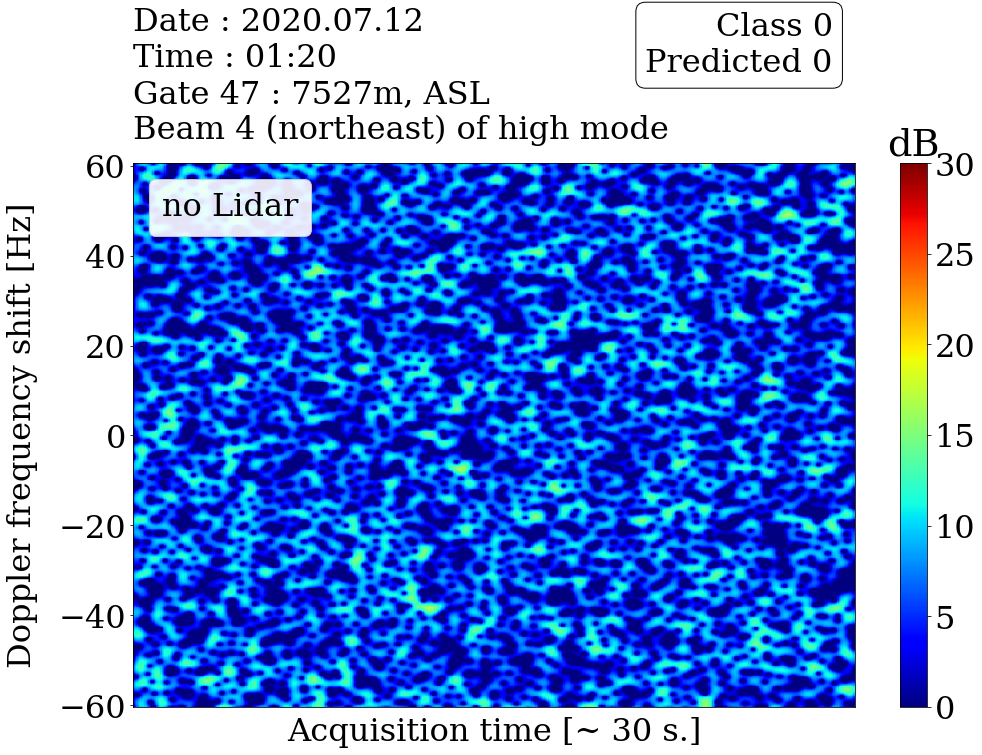 Date : 2020.07.12
Time : 01:20
Gate 47 : 7527m, ASL
Beam 4 (northeast) of high mode
Class 0
Predicted 0
dB
no Lidar
Doppler frequency shift [Hz]
60
40
20
0
−20
−40
−60
30
25
20
15
10
5
0
Acquisition time [~ 30 s.]